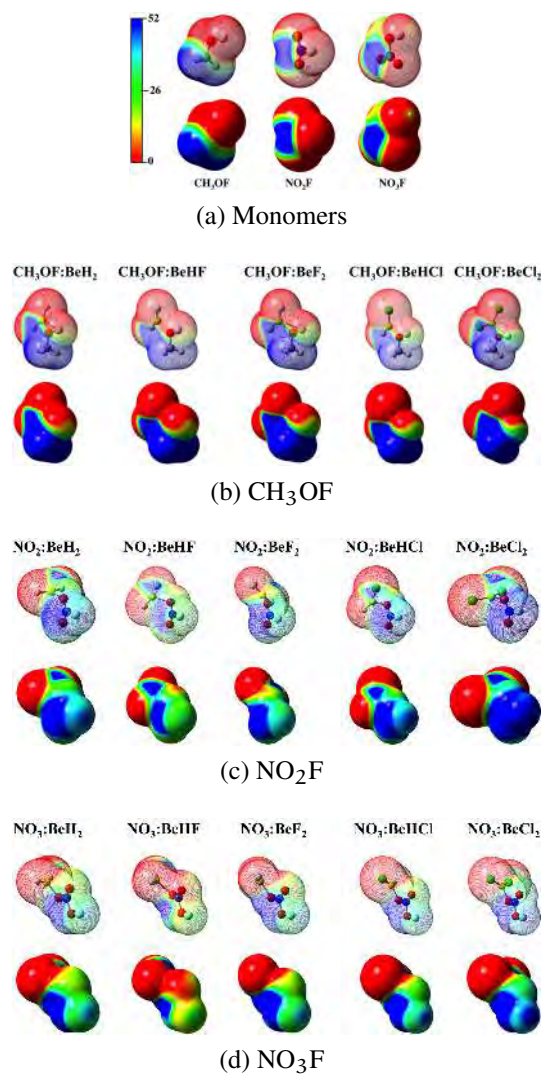 52
26
0
CH₃OF NO₂F NO₃F
(a) Monomers
CH₃OF:BeH₂ CH₃OF:BeHF CH₃OF:BeF₂ CH₃OF:BeHCl CH₃OF:BeCl₂
(b) CH₃OF
NO₂:BeH₂ NO₂:BeHF NO₂:BeF₂ NO₂:BeHCl NO₂:BeCl₂
(c) NO₂F
NO₃:BeH₂ NO₃:BeHF NO₃:BeF₂ NO₃:BeHCl NO₃:BeCl₂
(d) NO₃F